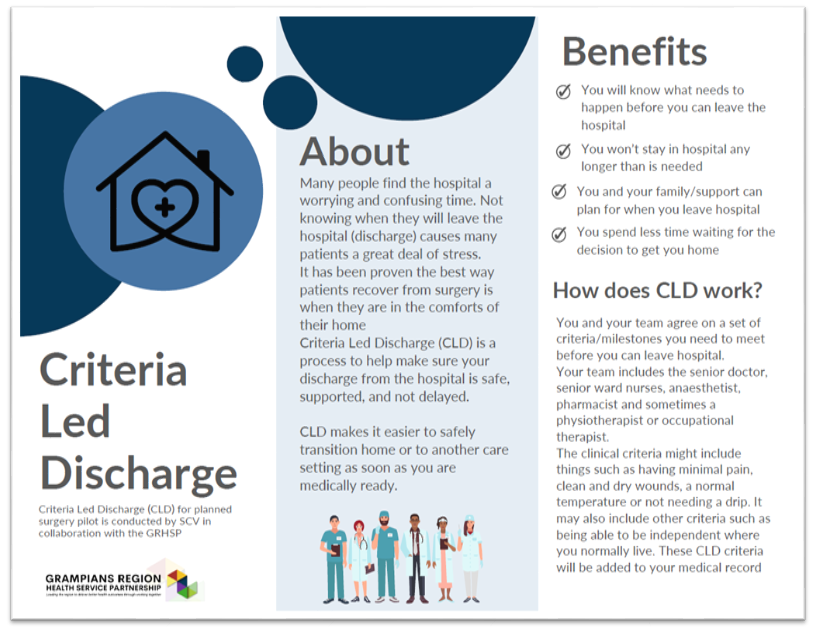 Criteria
Led
Discharge
Criteria Led Discharge (CLD) for planned
surgery pilot is conducted by SCV in
collaboration with the GRHSP
GRAMPIANS REGION
HEALTH SERVICE PARTNERSHIP
About
Many people find the hospital a
worrying and confusing time. Not
knowing when they will leave the
hospital (discharge) causes many
patients a great deal of stress.
It has been proven the best way
patients recover from surgery is
when they are in the comforts of
their home
Criteria Led Discharge (CLD) is a
process to help make sure your
discharge from the hospital is safe,
supported, and not delayed.
CLD makes it easier to safely
transition home or to another care
setting as soon as you are
medically ready.
Benefits
You will know what needs to
happen before you can leave the
hospital
You won't stay in hospital any
longer than is needed
You and your family/support can
plan for when you leave hospital
You spend less time waiting for the
decision to get you home
How does CLD work?
You and your team agree on a set of
criteria/milestones you need to meet
before you can leave hospital.
Your team includes the senior doctor,
senior ward nurses, anaesthetist,
pharmacist and sometimes a
physiotherapist or occupational
therapist.
The clinical criteria might include
things such as having minimal pain,
clean and dry wounds, a normal
temperature or not needing a drip. It
may also include other criteria such as
being able to be independent where
you normally live. These CLD criteria
will be added to your medical record